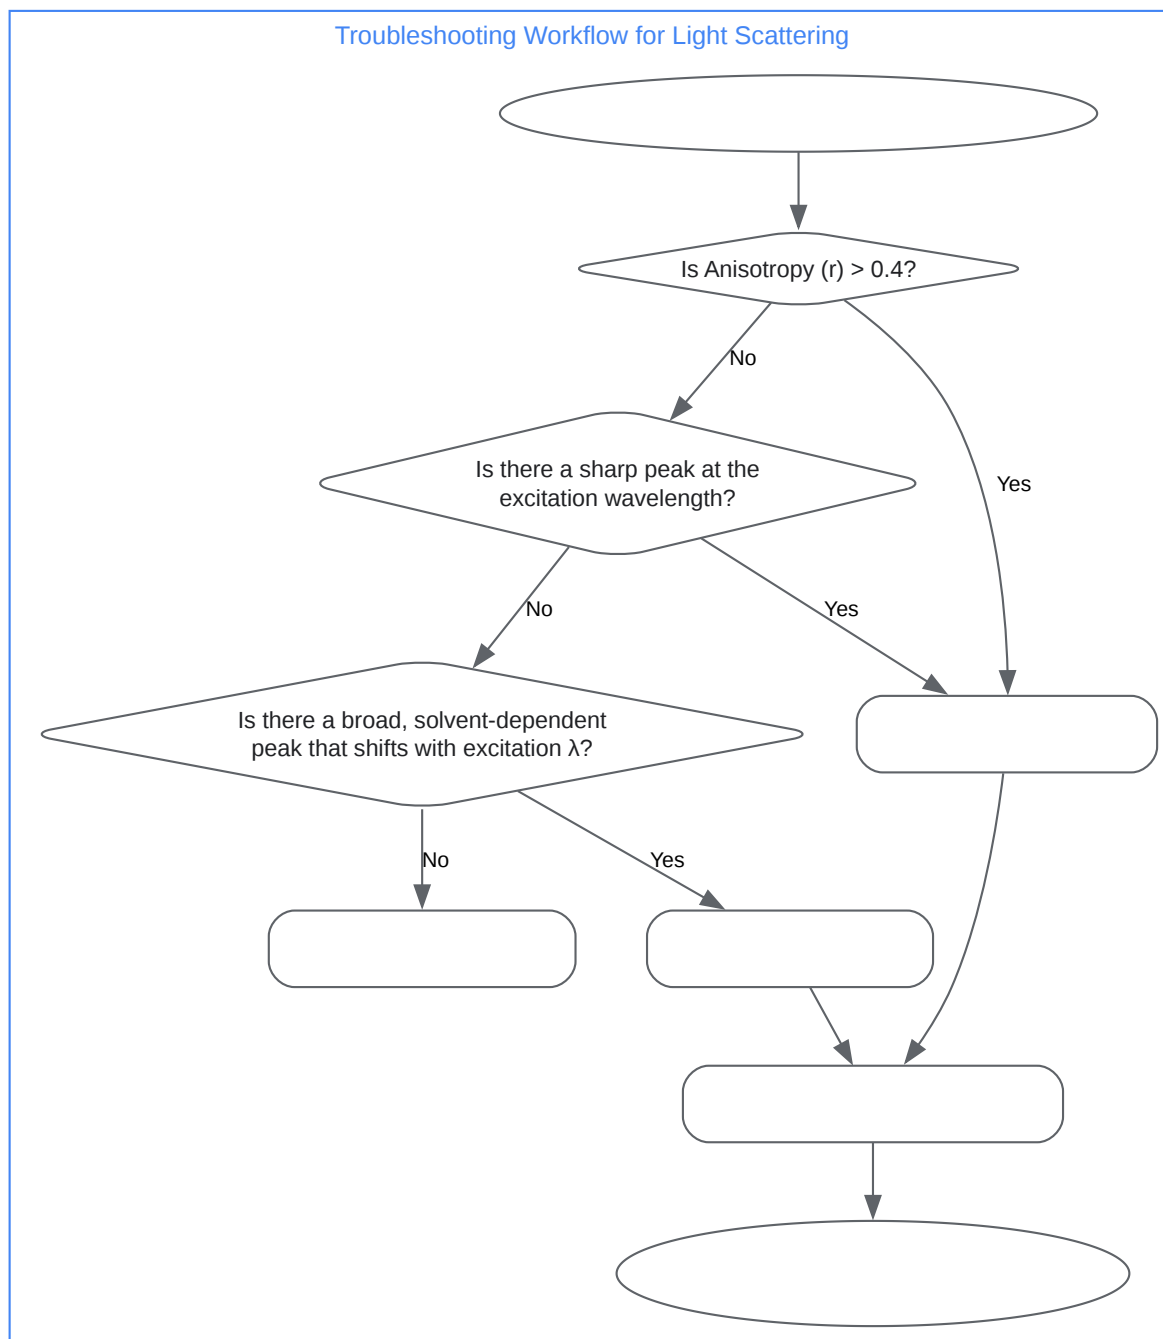 Troubleshooting Workflow for Light Scattering
Is Anisotropy (r) > 0.4?
No
Is there a sharp peak at the
excitation wavelength?
Yes
No
Yes
Is there a broad, solvent-dependent
peak that shifts with excitation λ?
No
Yes